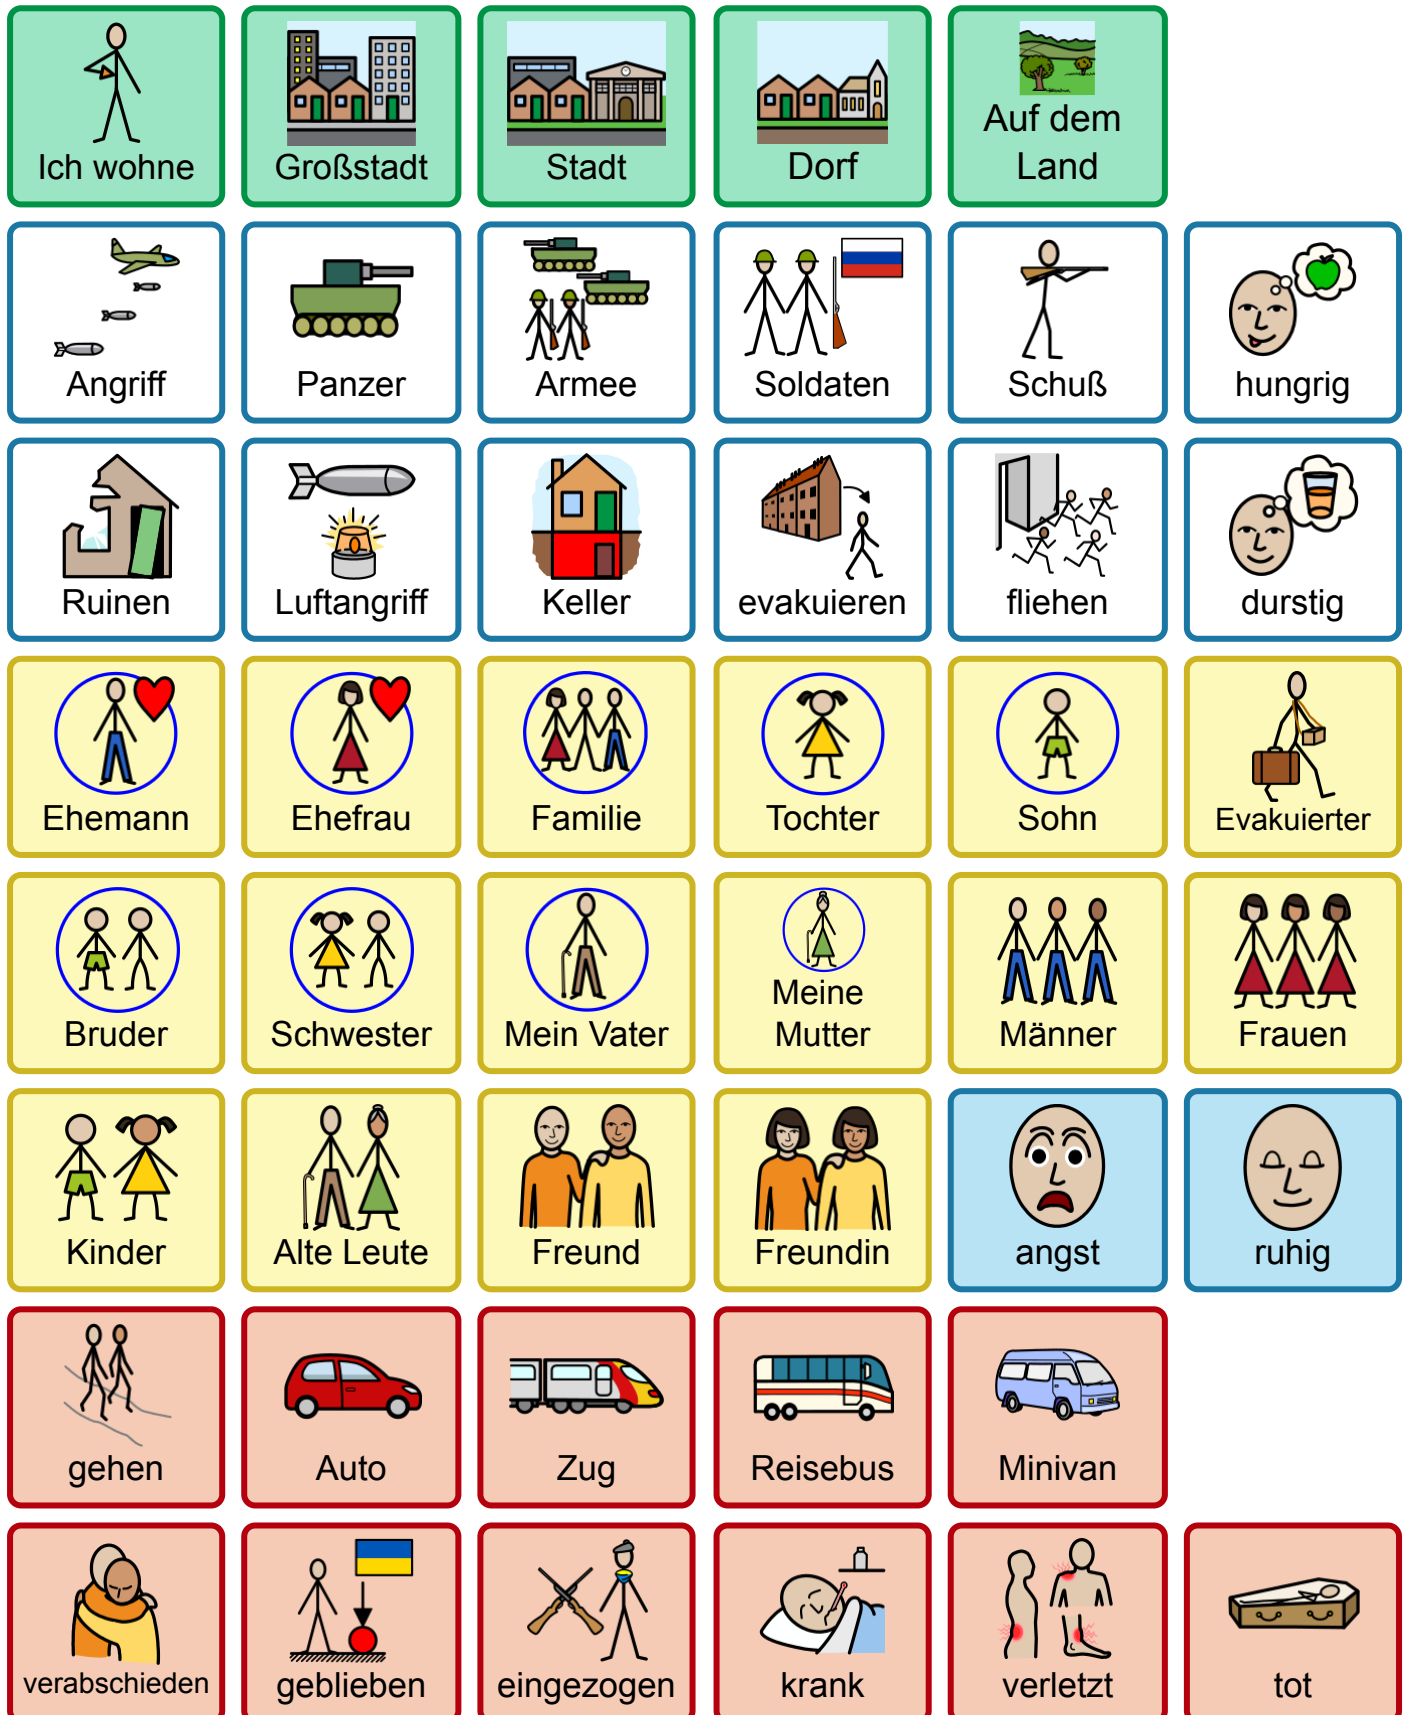 Ich wohne
Großstadt
Stadt
Dorf
Auf dem
Land
Angriff
Panzer
Armee
Soldaten
Schuß
hungrig
Ruinen
Luftangriff
Keller
evakuieren
fliehen
durstig
Ehemann
Ehefrau
Familie
Tochter
Sohn
Evakuierter
Bruder
Schwester
Mein Vater
Meine
Mutter
Männer
Frauen
Kinder
Alte Leute
Freund
Freundin
angst
ruhig
gehen
Auto
Zug
Reisebus
Minivan
verabschieden
geblieben
eingezogen
krank
verletzt
tot